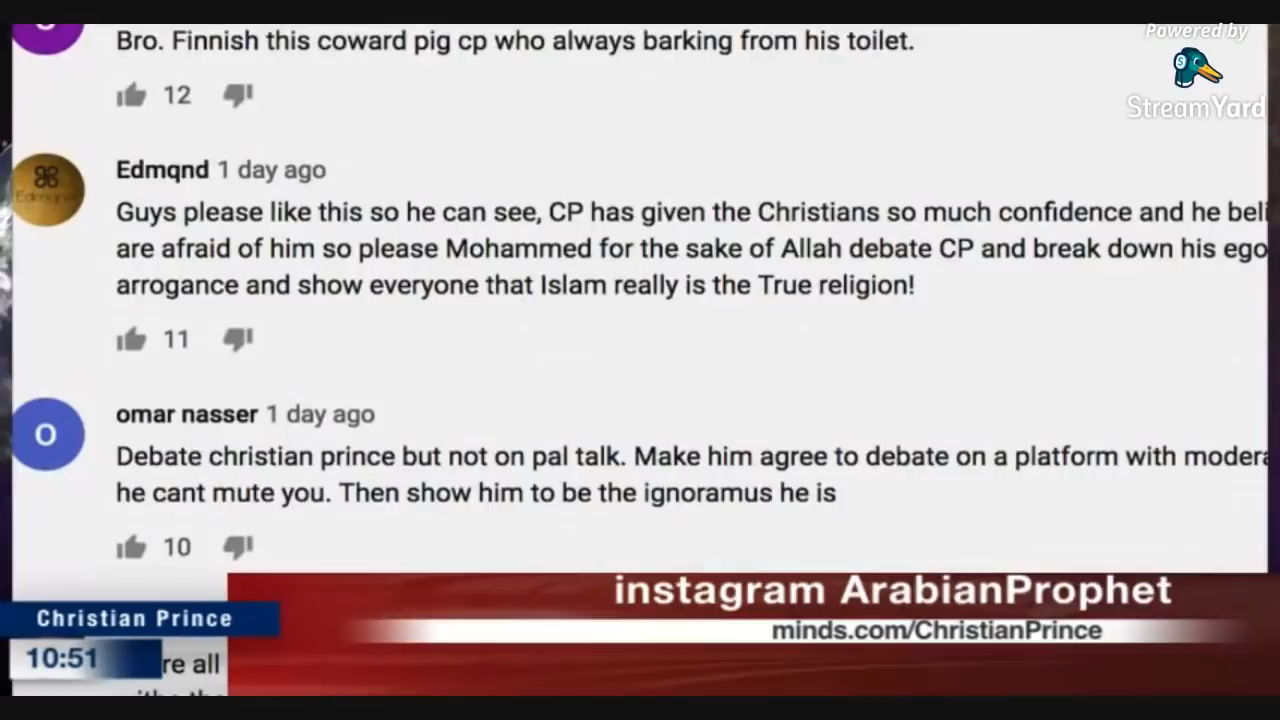 Powered by
StreamYard
Bro. Finnish this coward pig cp who always barking from his toilet.
12
Edmqnd 1 day ago
Guys please like this so he can see, CP has given the Christians so much confidence and he
are afraid of him so please Mohammed for the sake of Allah debate CP and break down his ego
arrogance and show everyone that Islam really is the True religion!
11
O
omar nasser 1 day ago
Debate christian prince but not on pal talk. Make him agree to debate on a platform with
he cant mute you. Then show him to be the ignoramus he is
10
instagram ArabianProphet
Christian Prince
minds.com/ChristianPrince
10:51
all